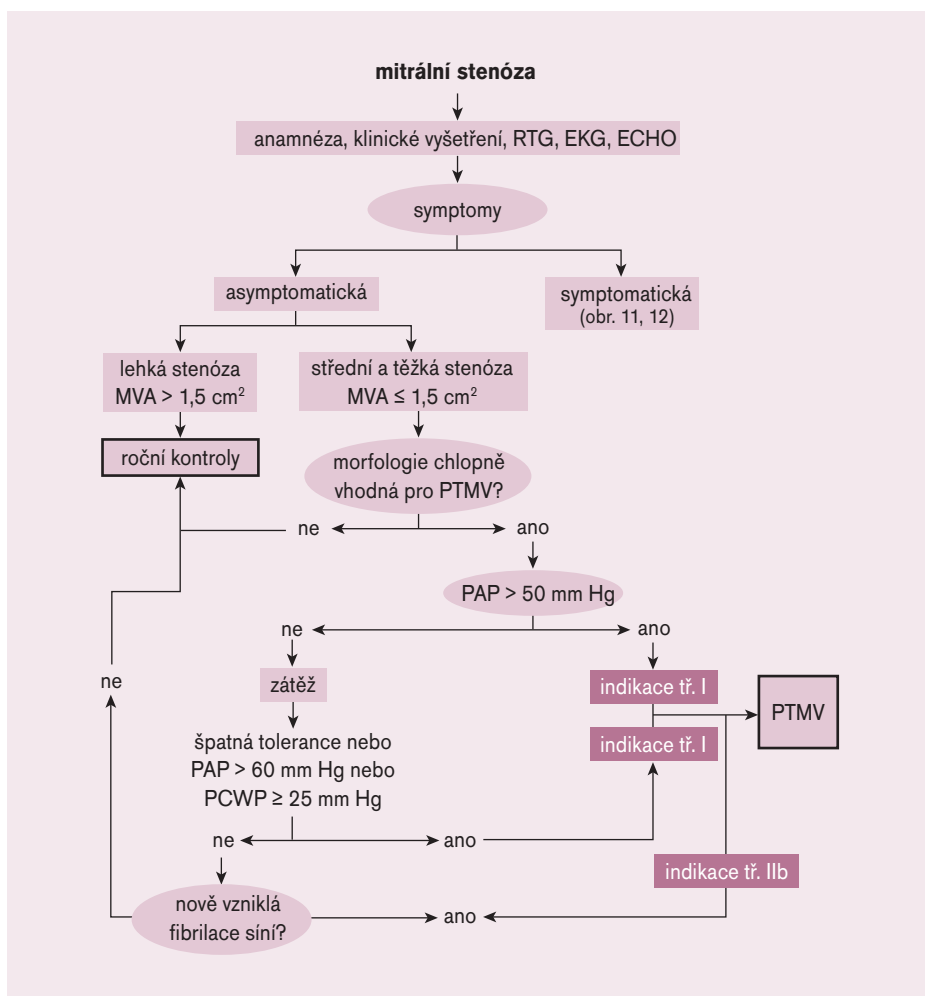 mitrální stenóza
anamnéza, klinické vyšetření, RTG, EKG, ECHO
symptomy
asymptomatická
symptomatická
(obr. 11, 12)
lehká stenóza
MVA > 1,5 cm²
střední a těžká stenóza
MVA ≤ 1,5 cm²
roční kontroly
morfologie chlopně
vhodná pro PTMV?
ne
ano
PAP > 50 mm Hg
ne
ano
ne
zátěž
indikace tř. I
PTMV
indikace tř. I
špatná tolerance nebo
PAP > 60 mm Hg nebo
PCWP ≥ 25 mm Hg
ne
ano
indikace tř. IIb
nově vzniklá
fibrilace síní?
ano